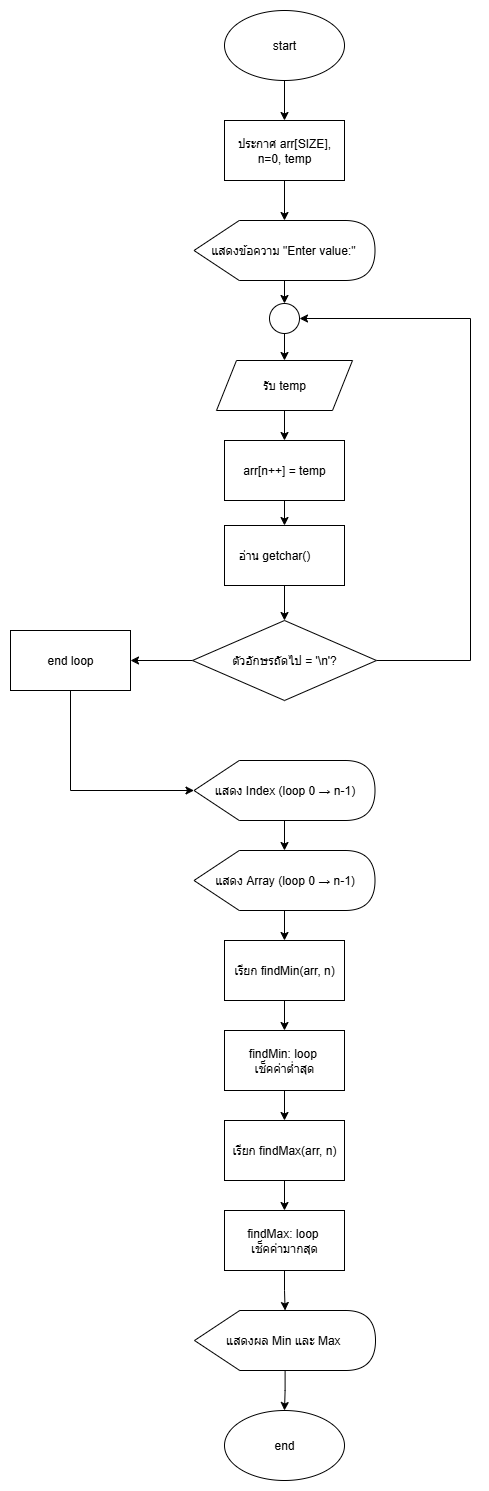 start
ประกาศ arr[SIZE],
n=0, temp
แสดงข้อความ "Enter value:"
รับ temp
arr[n++] = temp
อ่าน getchar()
ตัวอักษรถัดไป = '\n'?
end loop
แสดง Index (loop 0 → n-1)
แสดง Array (loop 0 → n-1)
เรียก findMin(arr, n)
findMin: loop
เช็คค่าต่ำสุด
เรียก findMax(arr, n)
findMax: loop
เช็คค่ามากสุด
แสดงผล Min และ Max
end